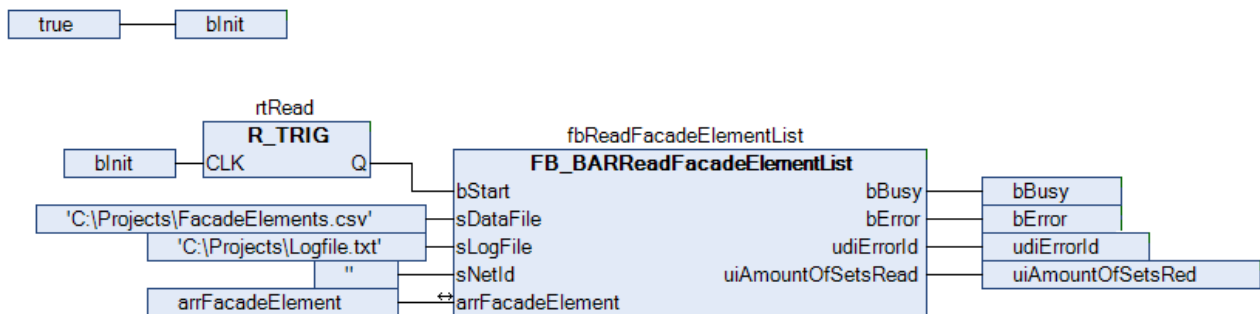 true bInit
rtRead
R_TRIG fbReadFacadeElementList
bInit CLK Q FB_BARReadFacadeElementList
bStart bBusy bBusy
'C:\Projects\FacadeElements.csv' sDataFile bError bError
'C:\Projects\Logfile.txt' sLogFile udiErrorId udiErrorId
'' sNetId uiAmountOfSetsRead uiAmountOfSetsRed
arrFacadeElement arrFacadeElement